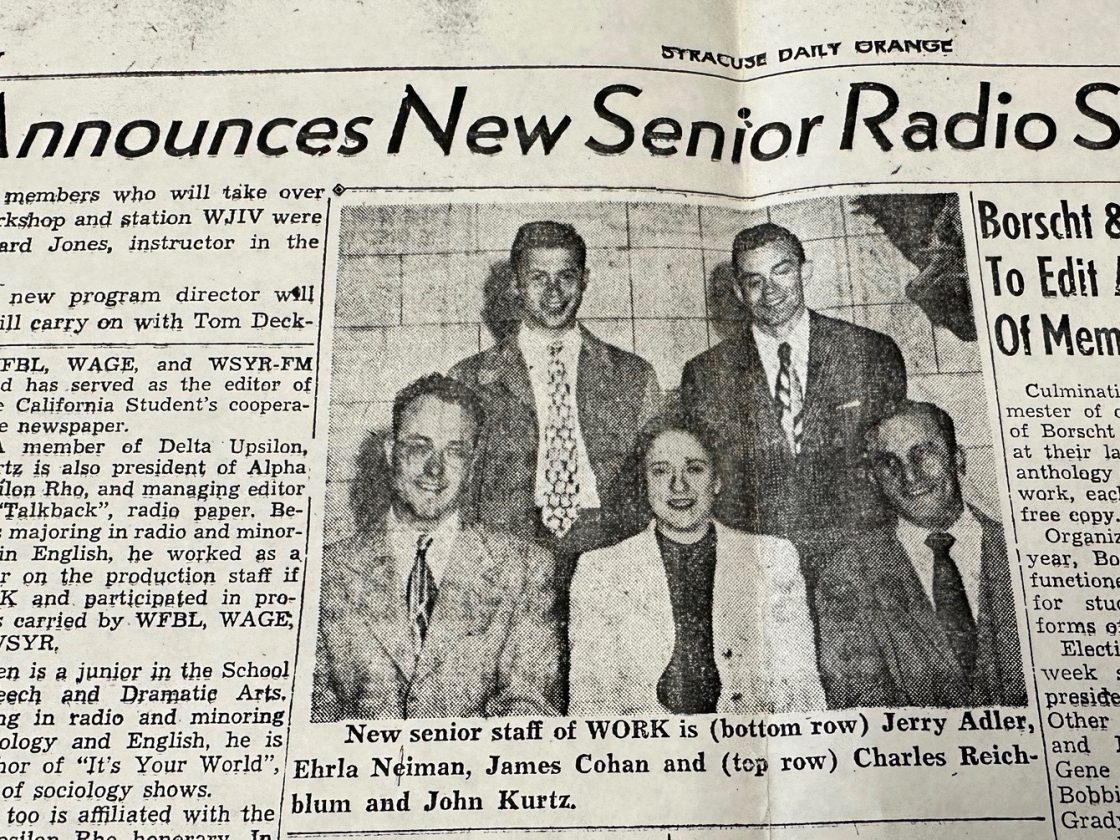 SYRACUSE DAILY ORANGE
Announces New Senior Radio S
members who will take over
rkshop and station WJIV were
ard Jones, instructor in the
new program director will
ill carry on with Tom Deck-
FBL, WAGE, and WSYR-FM
d has served as the editor of
e California Student's coopera-
e newspaper.
A member of Delta Upsilon,
rtz is also president of Alpha
ilon Rho, and managing editor
"Talkback", radio paper. Be-
s majoring in radio and minor-
in English, he worked as a
r on the production staff if
K and participated in pro-
s carried by WFBL, WAGE,
WSYR.
en is a junior in the School
eech and Dramatic Arts.
ng in radio and minoring
ology and English, he is
hor of "It's Your World",
of sociology shows.
too is affiliated with the
psilon Rho honorary. In
New senior staff of WORK is (bottom row) Jerry Adler,
Ehrla Neiman, James Cohan and (top row) Charles Reich-
blum and John Kurtz.
Borscht &
To Edit
Of Mem
Culminati
mester of
of Borscht
at their la
anthology
work, eac
free copy.
Organiz
year, Bo
functione
for stu
forms o
Electi
week
preside
Other
and
Gene
Bobbi
Grad